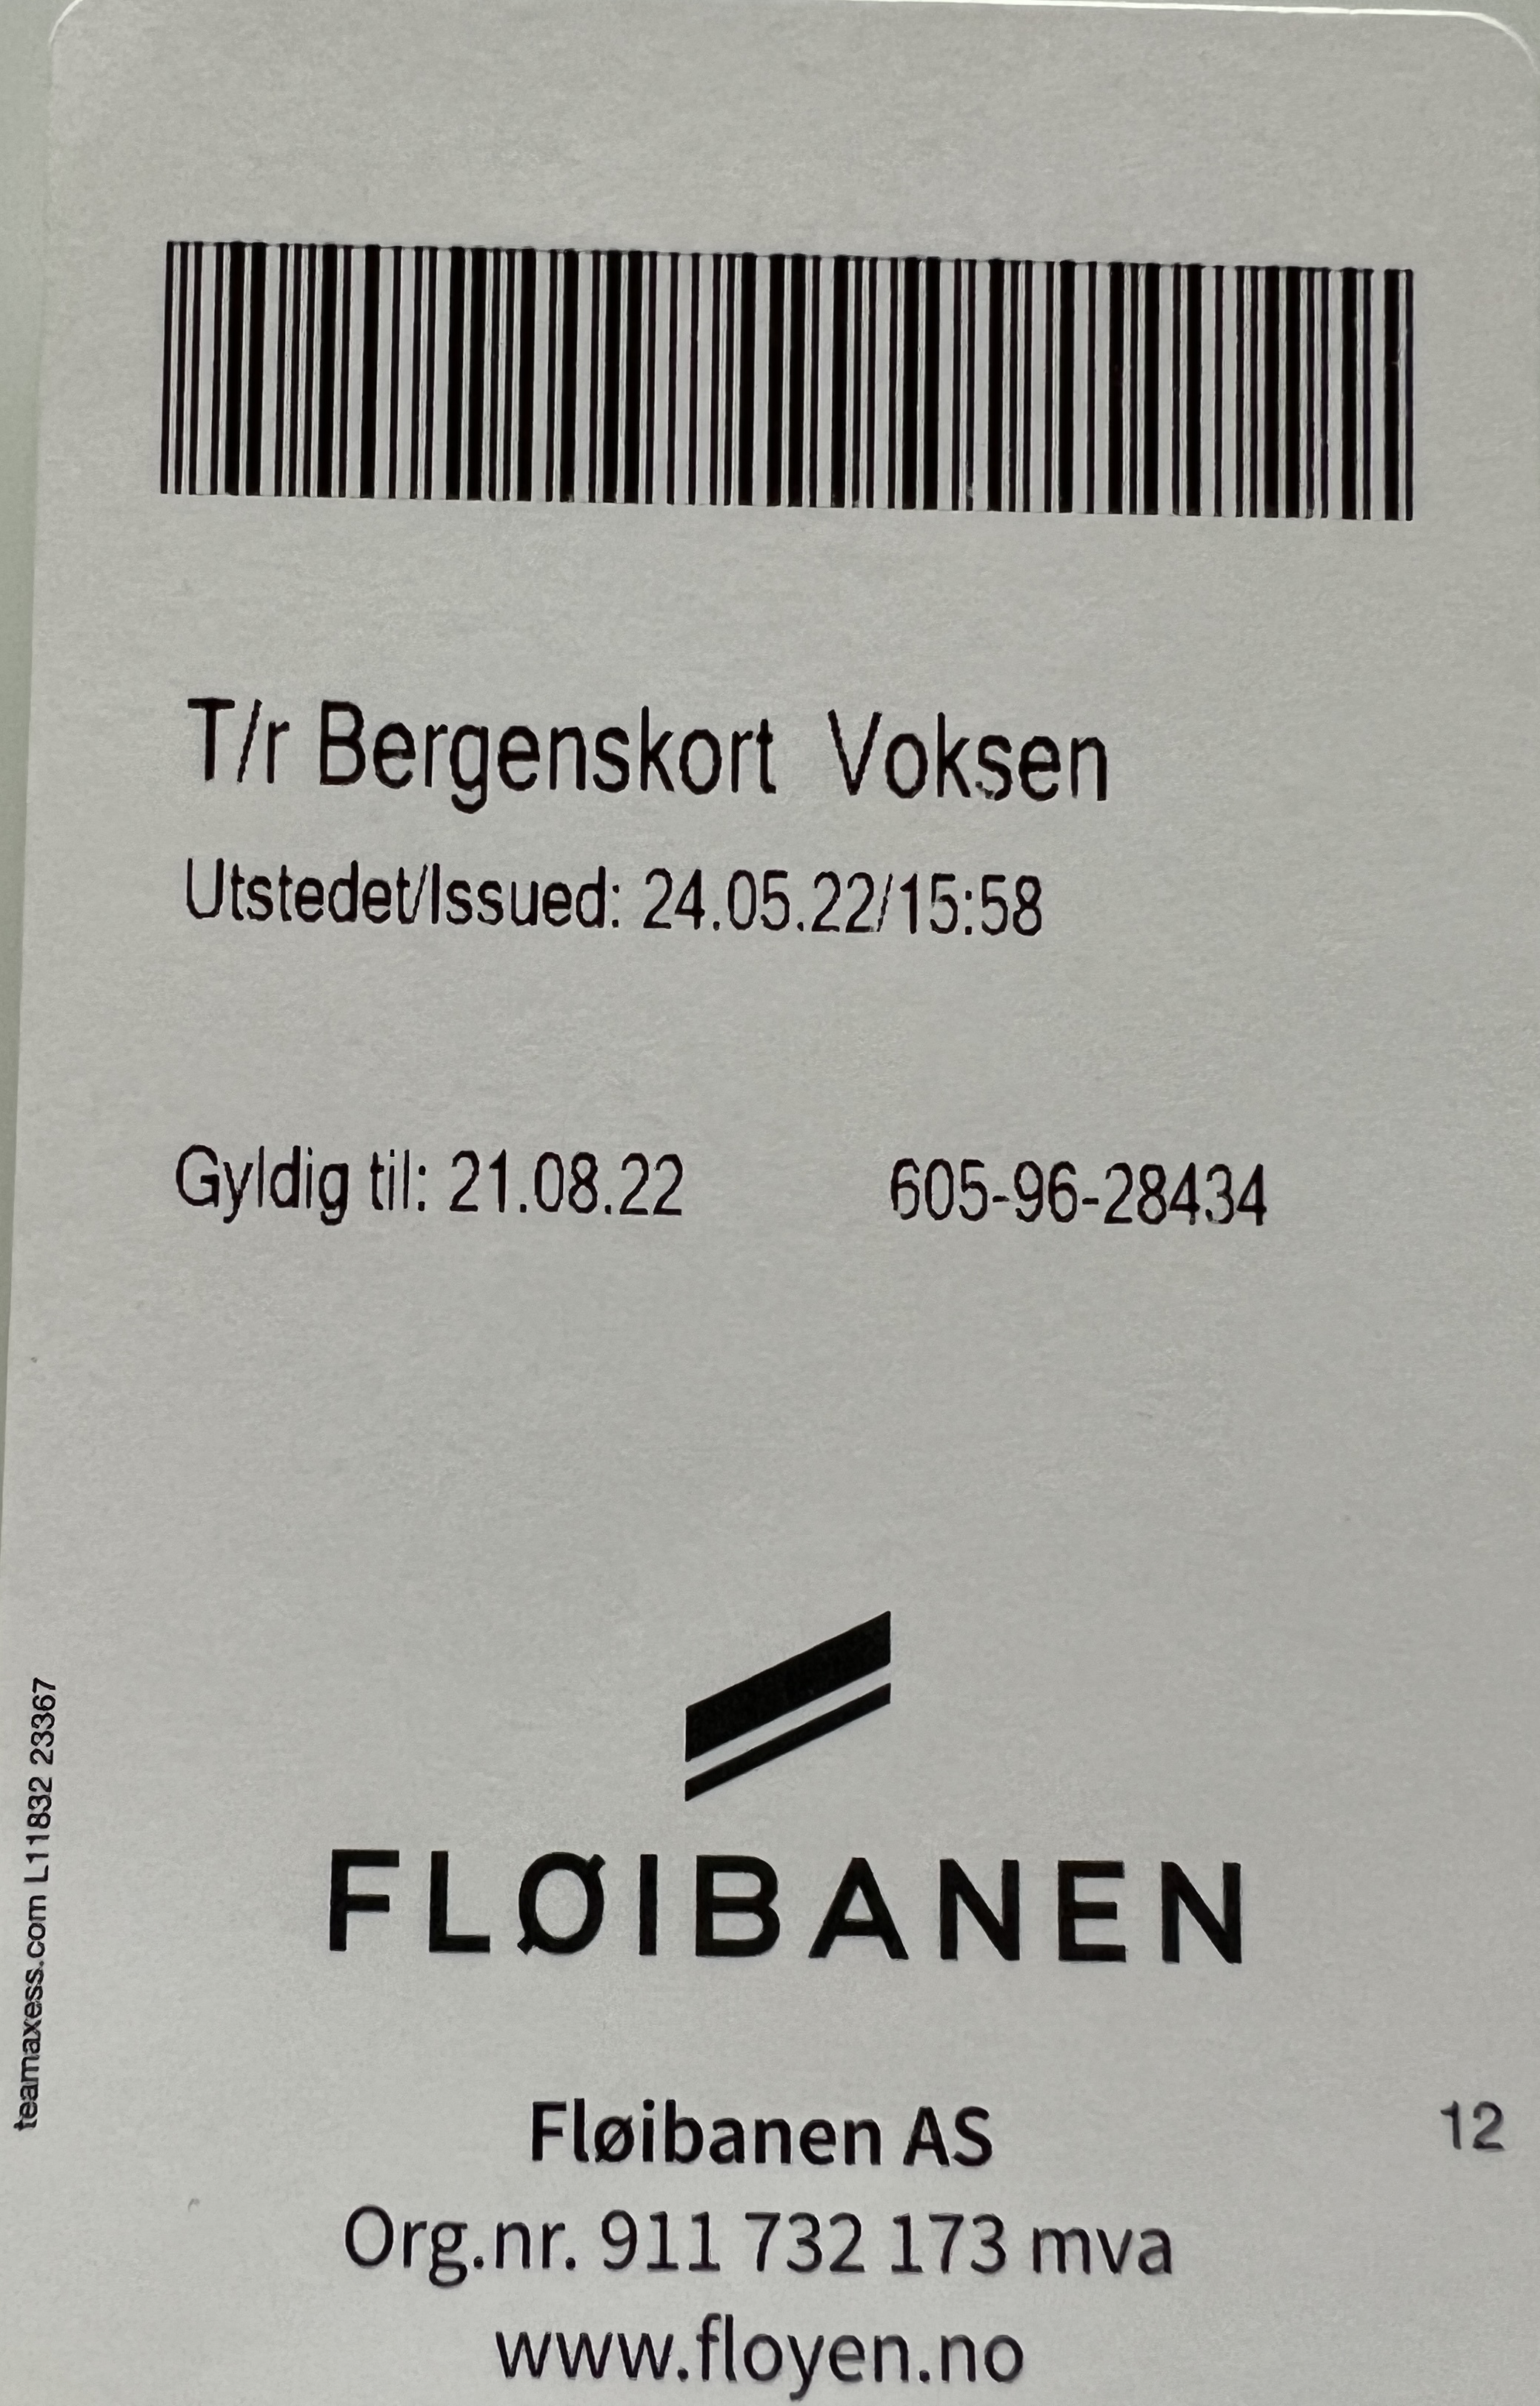 T/r Bergenskort Voksen
Utstedet/Issued: 24.05.22/15:58
Gyldig til: 21.08.22 605-96-28434
teamaxess.com L11832 23367
FLØIBANEN
Fløibanen AS
12
Org.nr. 911 732 173 mva
www.floyen.no